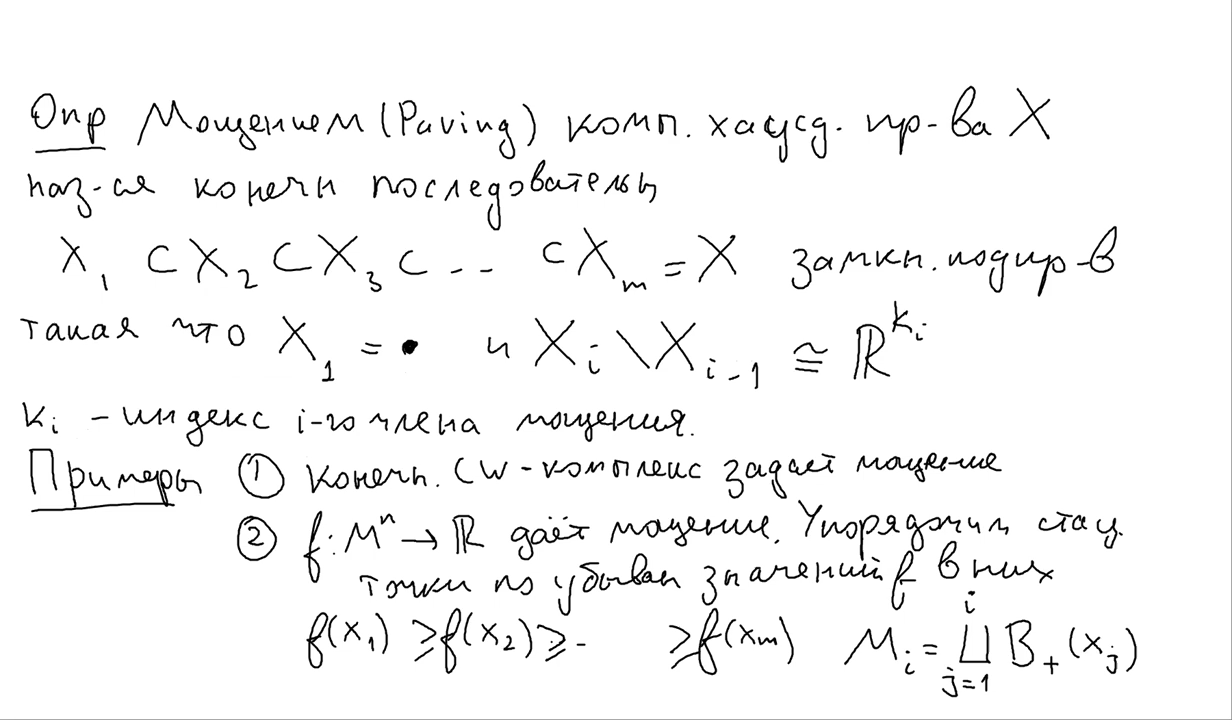 Опр Мощением (Paving) комп. хаусд. пр-ва X
наз-ся конечн последовательн
X₁ ⊂ X₂ ⊂ X₃ ⊂ -- ⊂ Xₘ = X замкн. подпр-в
такая что X₁ = • и Xᵢ \ Xᵢ₋₁ ≅ ℝ^{kᵢ}
kᵢ - индекс i-го члена мощения.
Примеры ① конечн. CW-комплекс задаёт мощение
② f: Mⁿ → ℝ даёт мощение. Упорядочим стац.
точки по убыван значений f в них
f(x₁) ≥ f(x₂) ≥ - ≥ f(xₘ) Mᵢ = ⨆_{j=1}^{i} B₊(xⱼ)